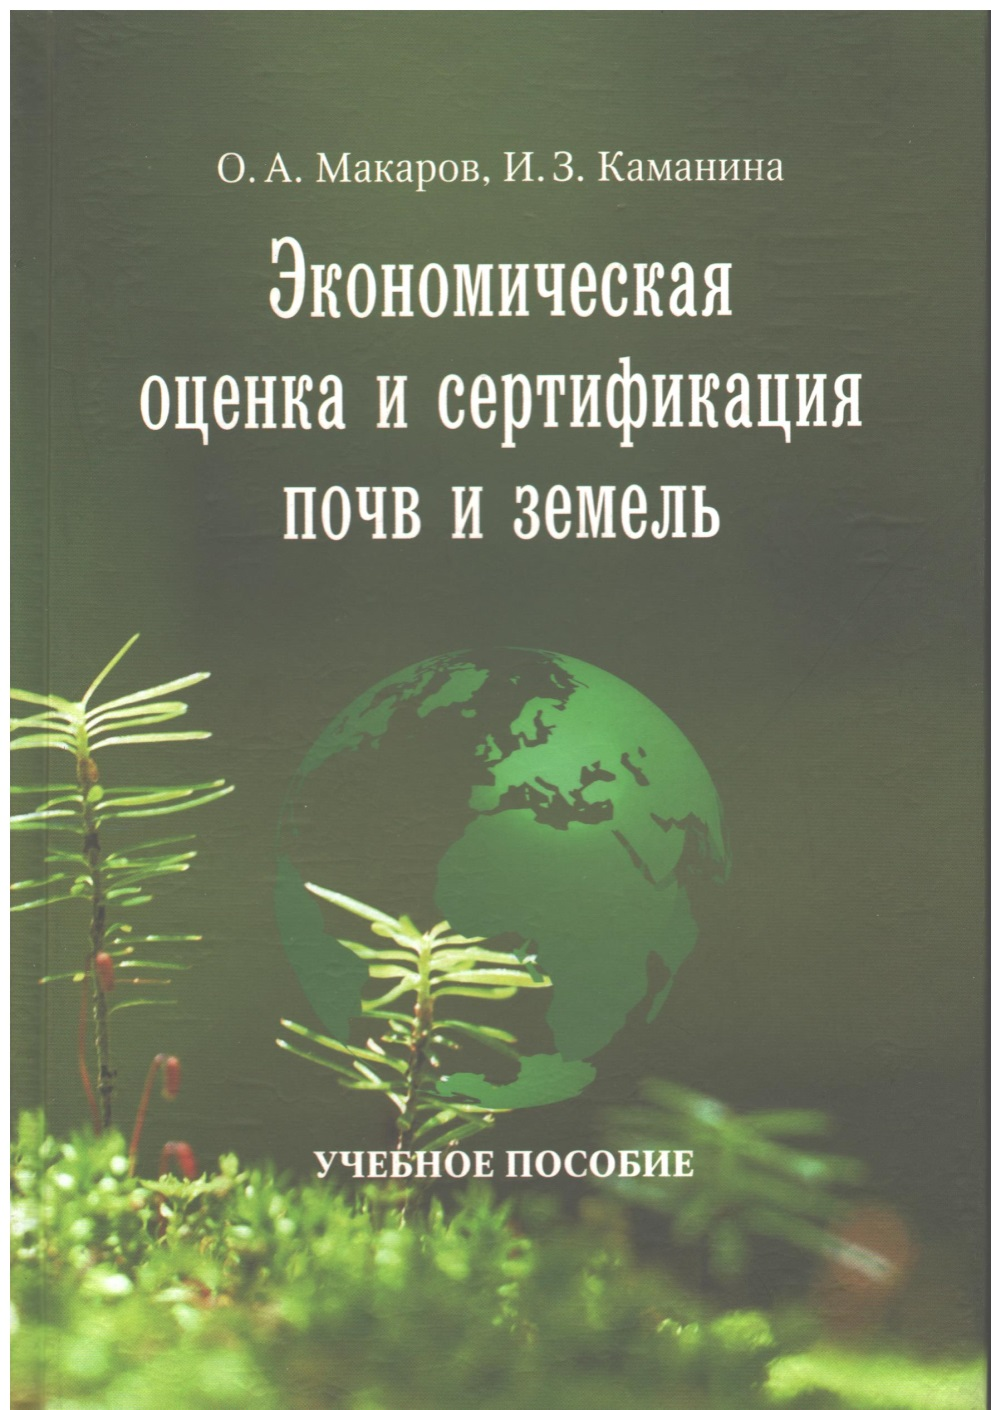 О. А. Макаров, И. З. Каманина
Экономическая
оценка и сертификация
почв и земель
УЧЕБНОЕ ПОСОБИЕ